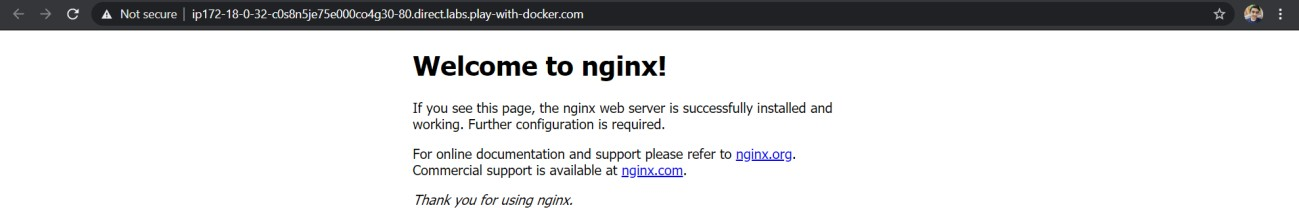 Not secure | ip172-18-0-32-c0s8n5je75e000co4g30-80.direct.labs.play-with-docker.com
Welcome to nginx!
If you see this page, the nginx web server is successfully installed and
working. Further configuration is required.
For online documentation and support please refer to nginx.org.
Commercial support is available at nginx.com.
Thank you for using nginx.